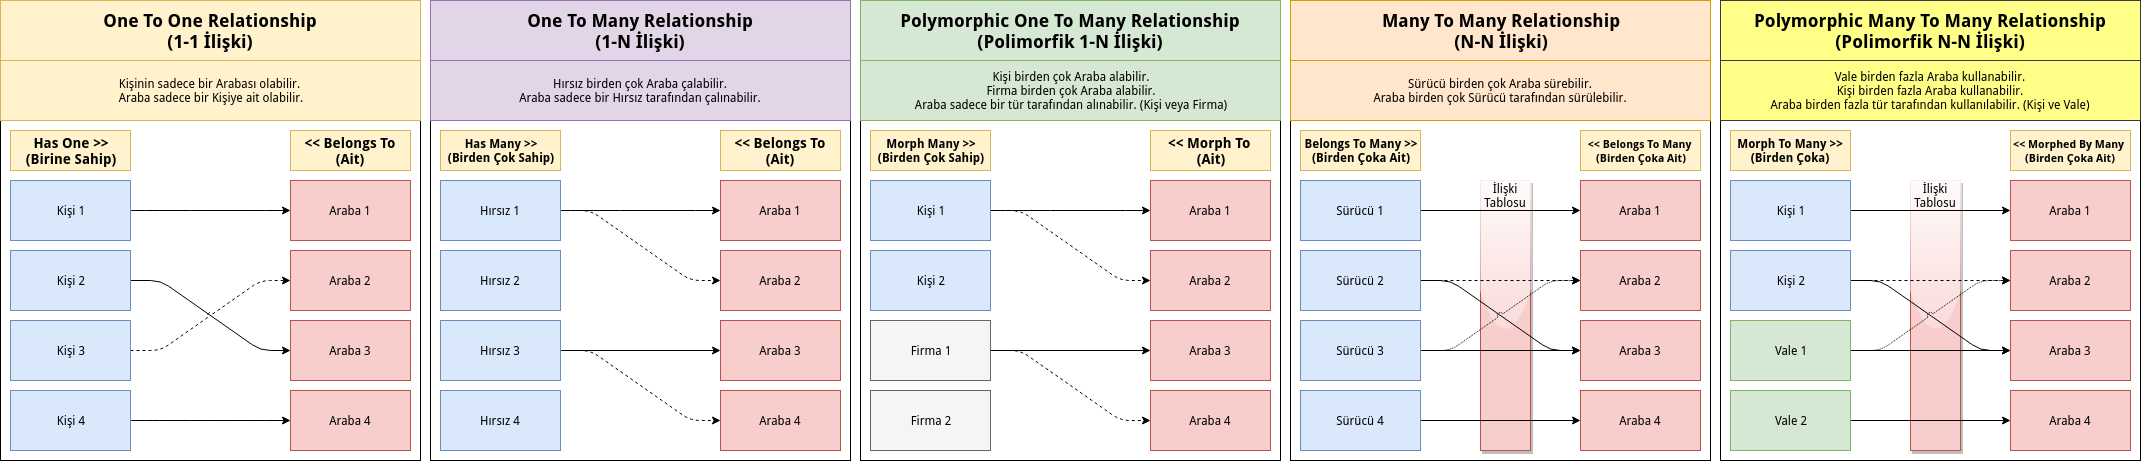 One To One Relationship
(1-1 İlişki)
Kişinin sadece bir Arabası olabilir.
Araba sadece bir Kişiye ait olabilir.
Has One >>
(Birine Sahip)
<< Belongs To
(Ait)
Kişi 1
Araba 1
Kişi 2
Araba 2
Kişi 3
Araba 3
Kişi 4
Araba 4
One To Many Relationship
(1-N İlişki)
Hırsız birden çok Araba çalabilir.
Araba sadece bir Hırsız tarafından çalınabilir.
Has Many >>
(Birden Çok Sahip)
<< Belongs To
(Ait)
Hırsız 1
Araba 1
Hırsız 2
Araba 2
Hırsız 3
Araba 3
Hırsız 4
Araba 4
Polymorphic One To Many Relationship
(Polimorfik 1-N İlişki)
Kişi birden çok Araba alabilir.
Firma birden çok Araba alabilir.
Araba sadece bir tür tarafından alınabilir. (Kişi veya Firma)
Morph Many >>
(Birden Çok Sahip)
<< Morph To
(Ait)
Kişi 1
Araba 1
Kişi 2
Araba 2
Firma 1
Araba 3
Firma 2
Araba 4
Many To Many Relationship
(N-N İlişki)
Sürücü birden çok Araba sürebilir.
Araba birden çok Sürücü tarafından sürülebilir.
Belongs To Many >>
(Birden Çoka Ait)
<< Belongs To Many
(Birden Çoka Ait)
İlişki
Tablosu
Sürücü 1
Araba 1
Sürücü 2
Araba 2
Sürücü 3
Araba 3
Sürücü 4
Araba 4
Polymorphic Many To Many Relationship
(Polimorfik N-N İlişki)
Vale birden fazla Araba kullanabilir.
Kişi birden fazla Araba kullanabilir.
Araba birden fazla tür tarafından kullanılabilir. (Kişi ve Vale)
Morph To Many >>
(Birden Çoka)
<< Morphed By Many
(Birden Çoka Ait)
İlişki
Tablosu
Kişi 1
Araba 1
Kişi 2
Araba 2
Vale 1
Araba 3
Vale 2
Araba 4